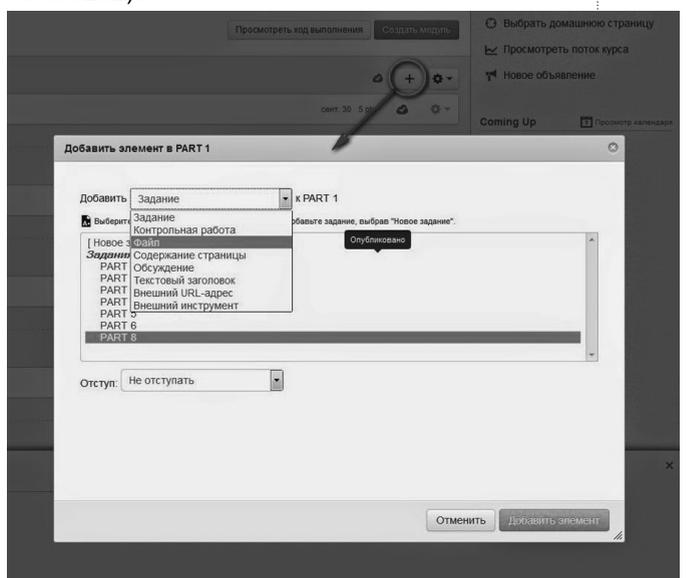 Просмотреть ход выполнения
Создать модуль
Выбрать домашнюю страницу
Просмотреть поток курса
Новое объявление
сент. 30 5
Coming Up
Просмотр календаря
Добавить элемент в PART 1
Добавить Задание к PART 1
Выберите
обавьте задание, выбрав "Новое задание".
Задание
Контрольная работа
Файл
Содержание страницы
Обсуждение
Текстовый заголовок
Внешний URL-адрес
Внешний инструмент
Опубликовано
[ Новое з
Задани
PART
PART
PART
PART
PART 5
PART 6
PART 8
Отступ: Не отступать
Отменить
Добавить элемент